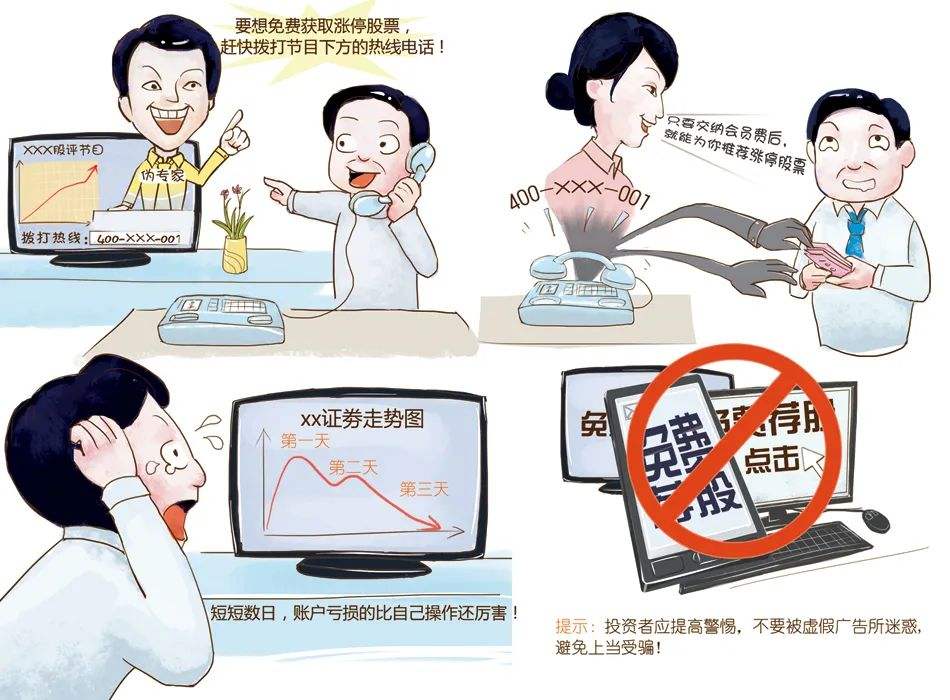 要想免费获取涨停股票，
赶快拨打节目下方的热线电话！
XXX股评节目
伪专家
拨打热线：400-XXX-001
只要交纳会员费后，
就能为你推荐涨停股票
400-XXX-001
xx证券走势图
第一天
第二天
第三天
短短数日，账户亏损的比自己操作还厉害！
免费荐股
点击
免费
荐股
提示：投资者应提高警惕，不要被虚假广告所迷惑，
避免上当受骗！